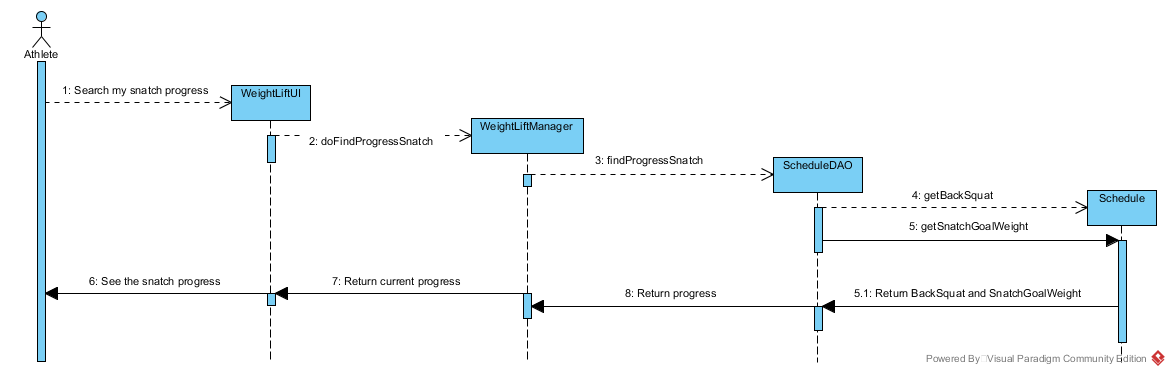 Athlete
1: Search my snatch progress
WeightLiftUI
2: doFindProgressSnatch
WeightLiftManager
3: findProgressSnatch
ScheduleDAO
4: getBackSquat
Schedule
5: getSnatchGoalWeight
6: See the snatch progress
7: Return current progress
8: Return progress
5.1: Return BackSquat and SnatchGoalWeight
Powered By Visual Paradigm Community Edition